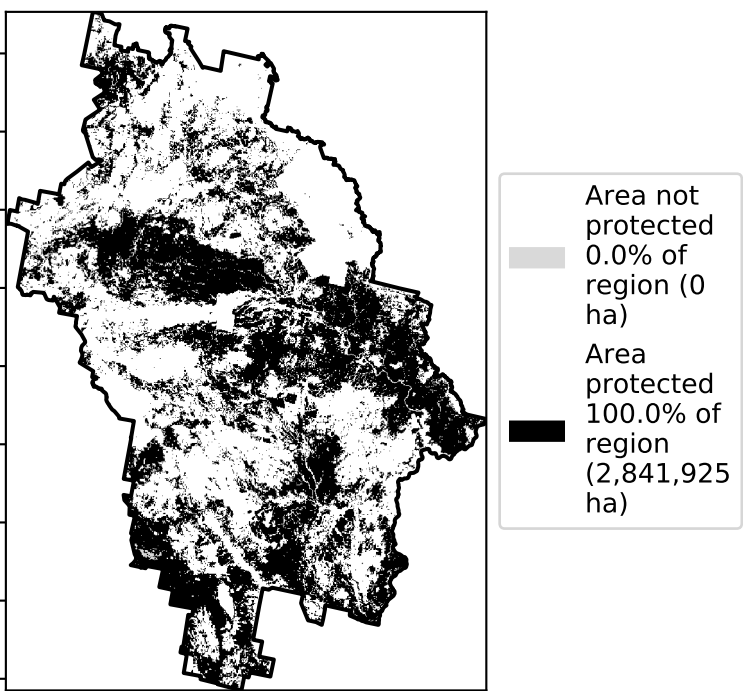 Area not
protected
0.0% of
region (0
ha)
Area
protected
100.0% of
region
(2,841,925
ha)